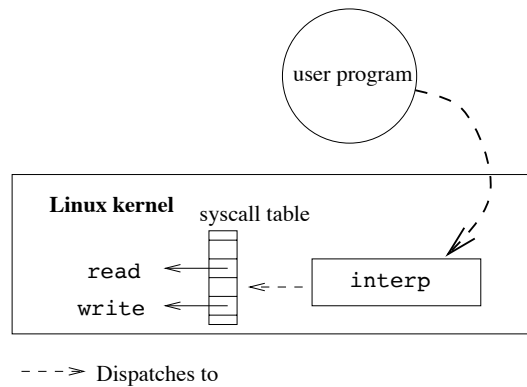 user program
Linux kernel
syscall table
read
interp
write
Dispatches to